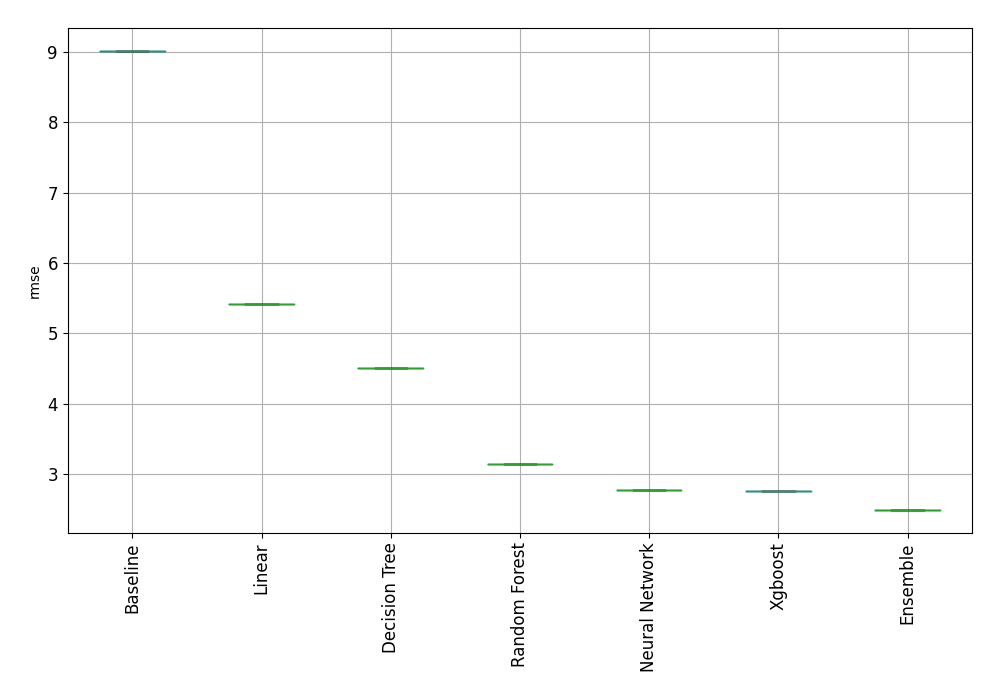 9
8
7
6
5
4
3
rmse
Baseline
Linear
Decision Tree
Random Forest
Neural Network
Xgboost
Ensemble